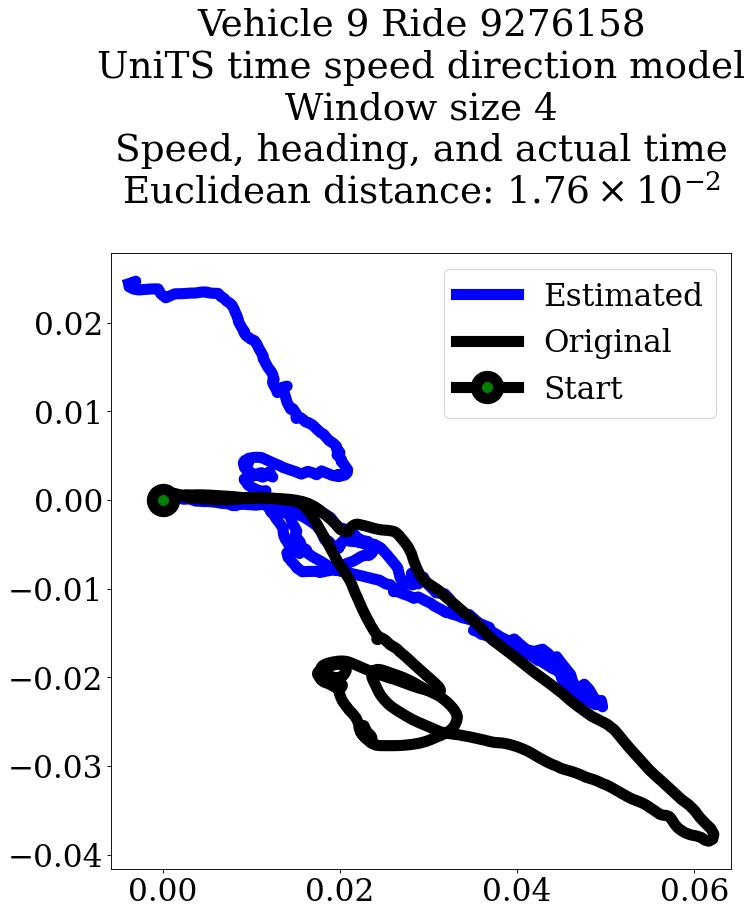 Vehicle 9 Ride 9276158
UniTS time speed direction model
Window size 4
Speed, heading, and actual time
Euclidean distance: 1.76 × 10⁻²
Estimated
Original
Start
0.02
0.01
0.00
−0.01
−0.02
−0.03
−0.04
0.00 0.02 0.04 0.06